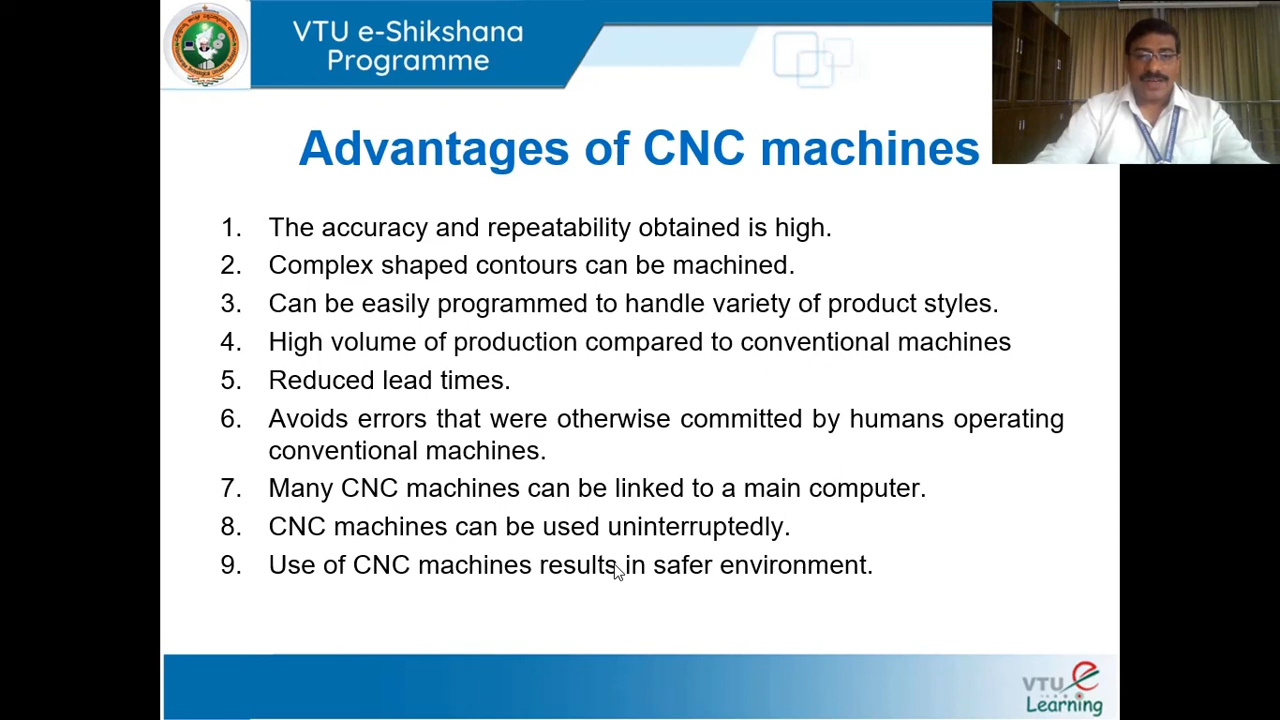 VTU e-Shikshana
Programme
Advantages of CNC machines
1. The accuracy and repeatability obtained is high.
2. Complex shaped contours can be machined.
3. Can be easily programmed to handle variety of product styles.
4. High volume of production compared to conventional machines
5. Reduced lead times.
6. Avoids errors that were otherwise committed by humans operating
conventional machines.
7. Many CNC machines can be linked to a main computer.
8. CNC machines can be used uninterruptedly.
9. Use of CNC machines results in safer environment.
VTU e
Learning